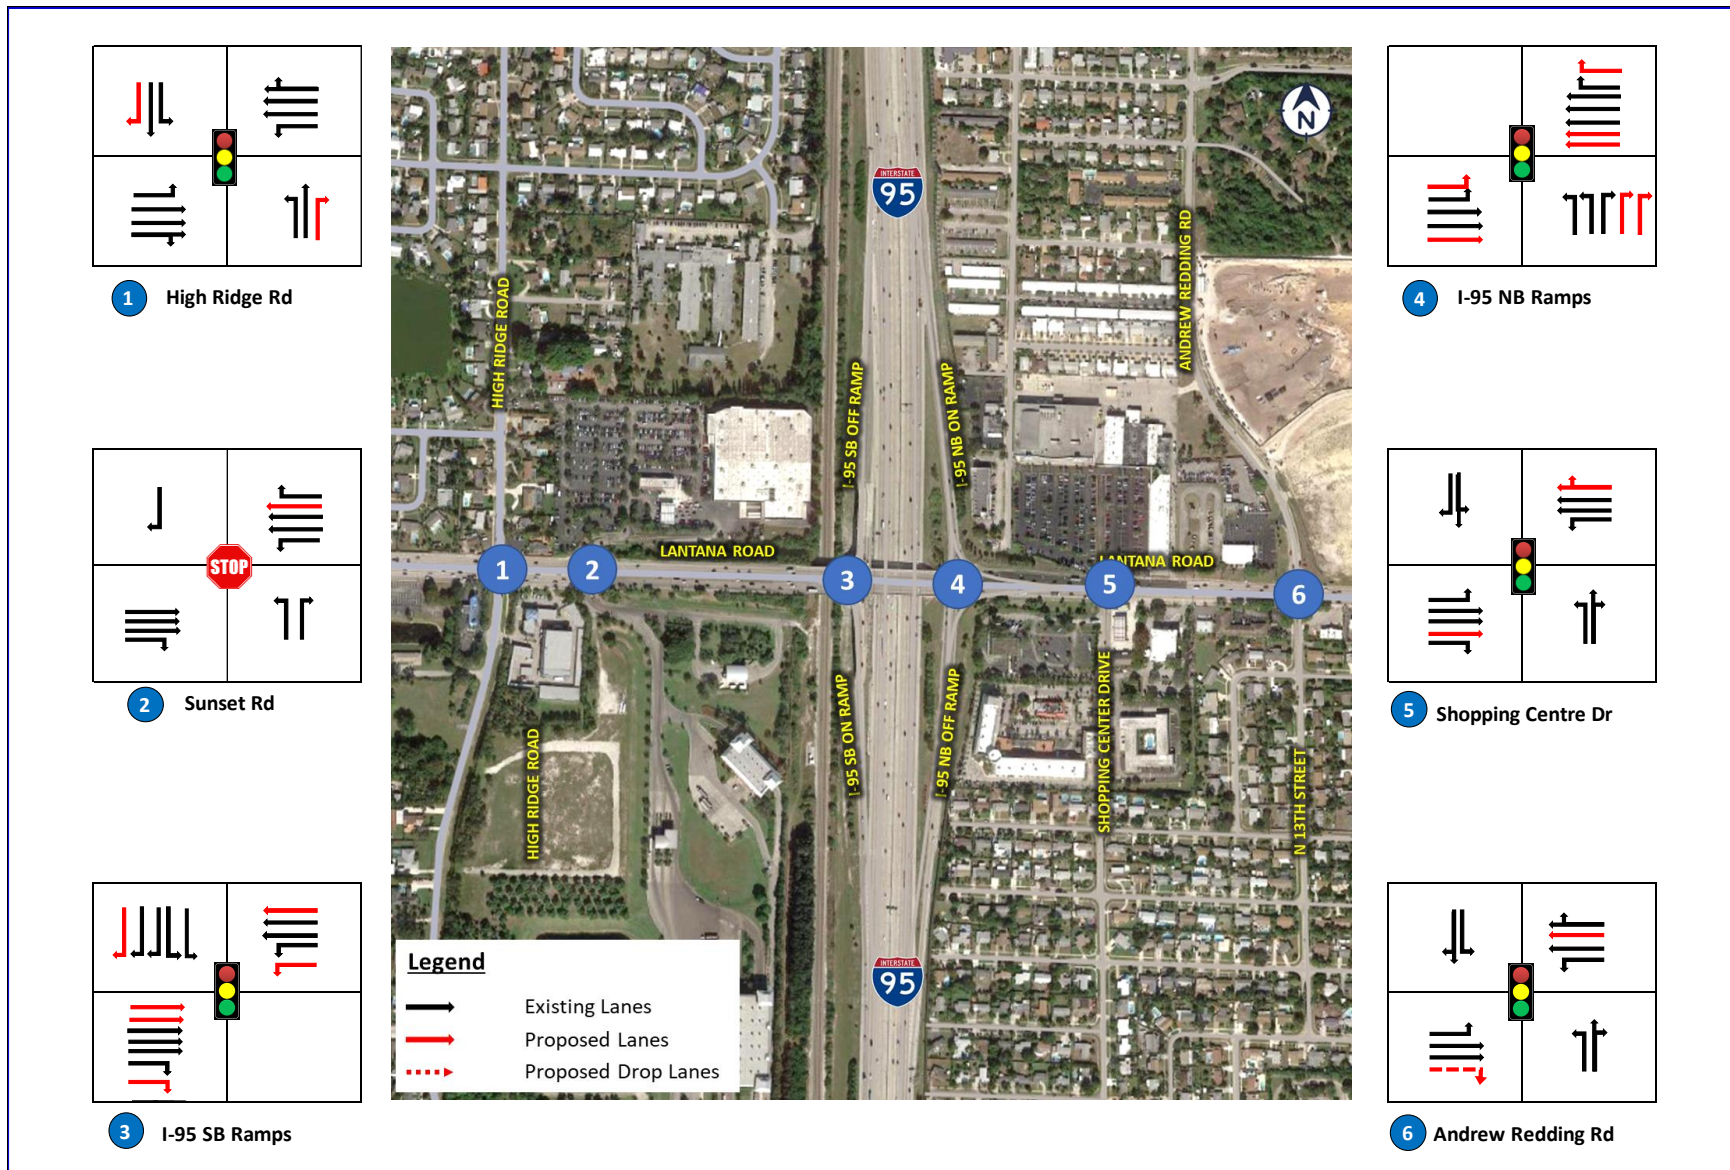 1 High Ridge Rd
STOP
2 Sunset Rd
3 I-95 SB Ramps
N
INTERSTATE
95
HIGH RIDGE ROAD
ANDREW REDDING RD
I-95 SB OFF RAMP
I-95 NB ON RAMP
LANTANA ROAD
LANTANA ROAD
1
2
3
4
5
6
I-95 SB ON RAMP
I-95 NB OFF RAMP
SHOPPING CENTER DRIVE
HIGH RIDGE ROAD
N 13TH STREET
INTERSTATE
95
Legend
Existing Lanes
Proposed Lanes
Proposed Drop Lanes
4 I-95 NB Ramps
5 Shopping Centre Dr
6 Andrew Redding Rd